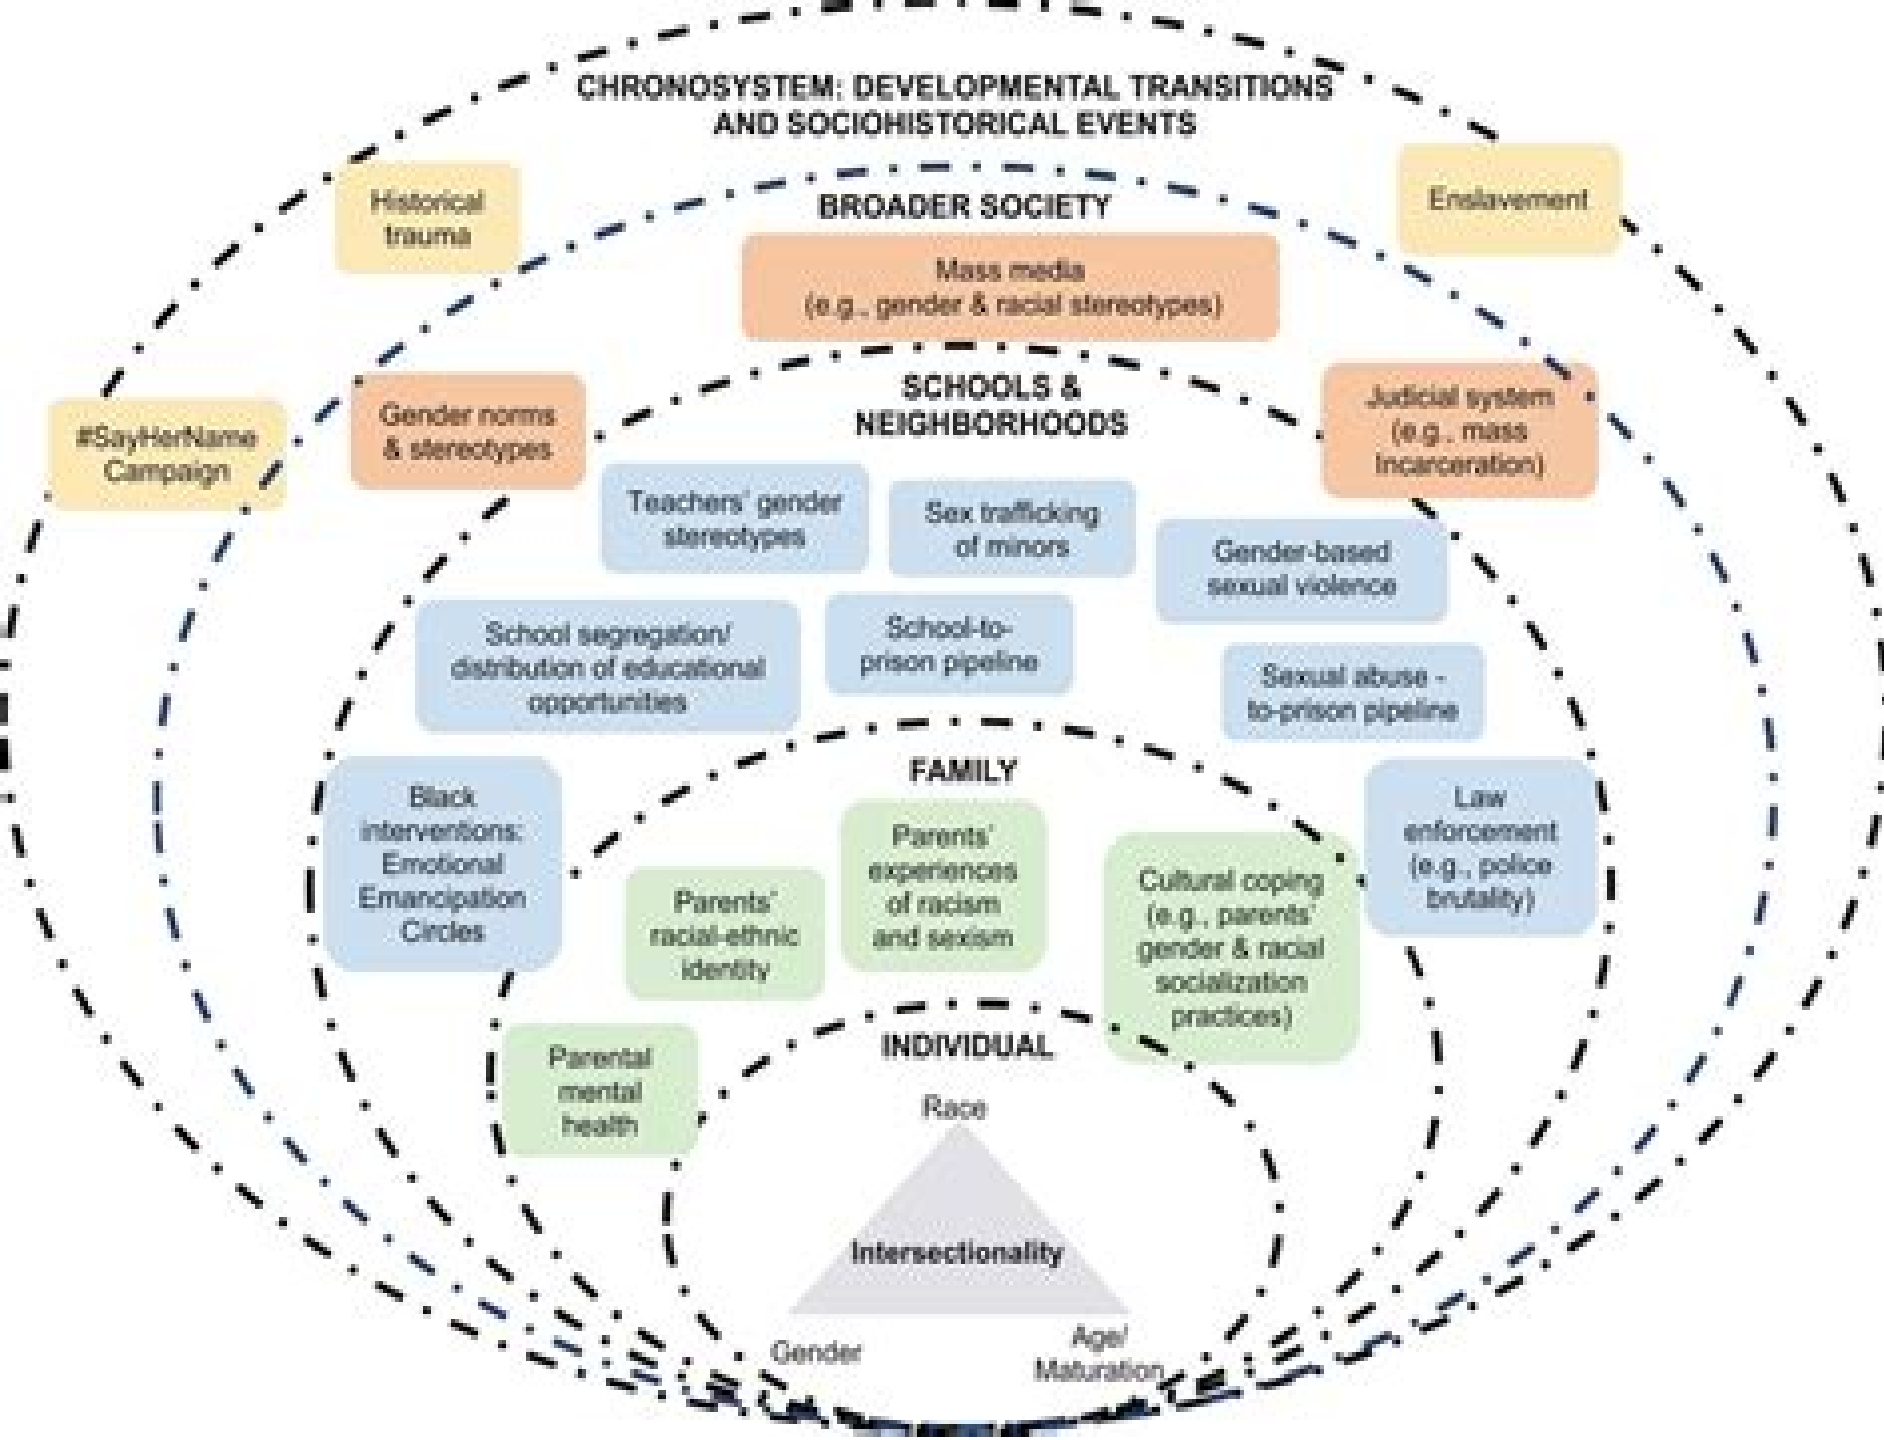 CHRONOSYSTEM: DEVELOPMENTAL TRANSITIONS
AND SOCIOHISTORICAL EVENTS
Historical
trauma
Enslavement
BROADER SOCIETY
Mass media
(e.g., gender & racial stereotypes)
#SayHerName
Campaign
Gender norms
& stereotypes
Judicial system
(e.g., mass
Incarceration)
SCHOOLS &
NEIGHBORHOODS
Teachers' gender
stereotypes
Sex trafficking
of minors
Gender-based
sexual violence
School segregation/
distribution of educational
opportunities
School-to-
prison pipeline
Sexual abuse -
to-prison pipeline
Black
interventions:
Emotional
Emancipation
Circles
Law
enforcement
(e.g., police
brutality)
FAMILY
Parents'
racial-ethnic
identity
Parents'
experiences
of racism
and sexism
Cultural coping
(e.g., parents'
gender & racial
socialization
practices)
Parental
mental
health
INDIVIDUAL
Race
Intersectionality
Gender
Age/
Maturation